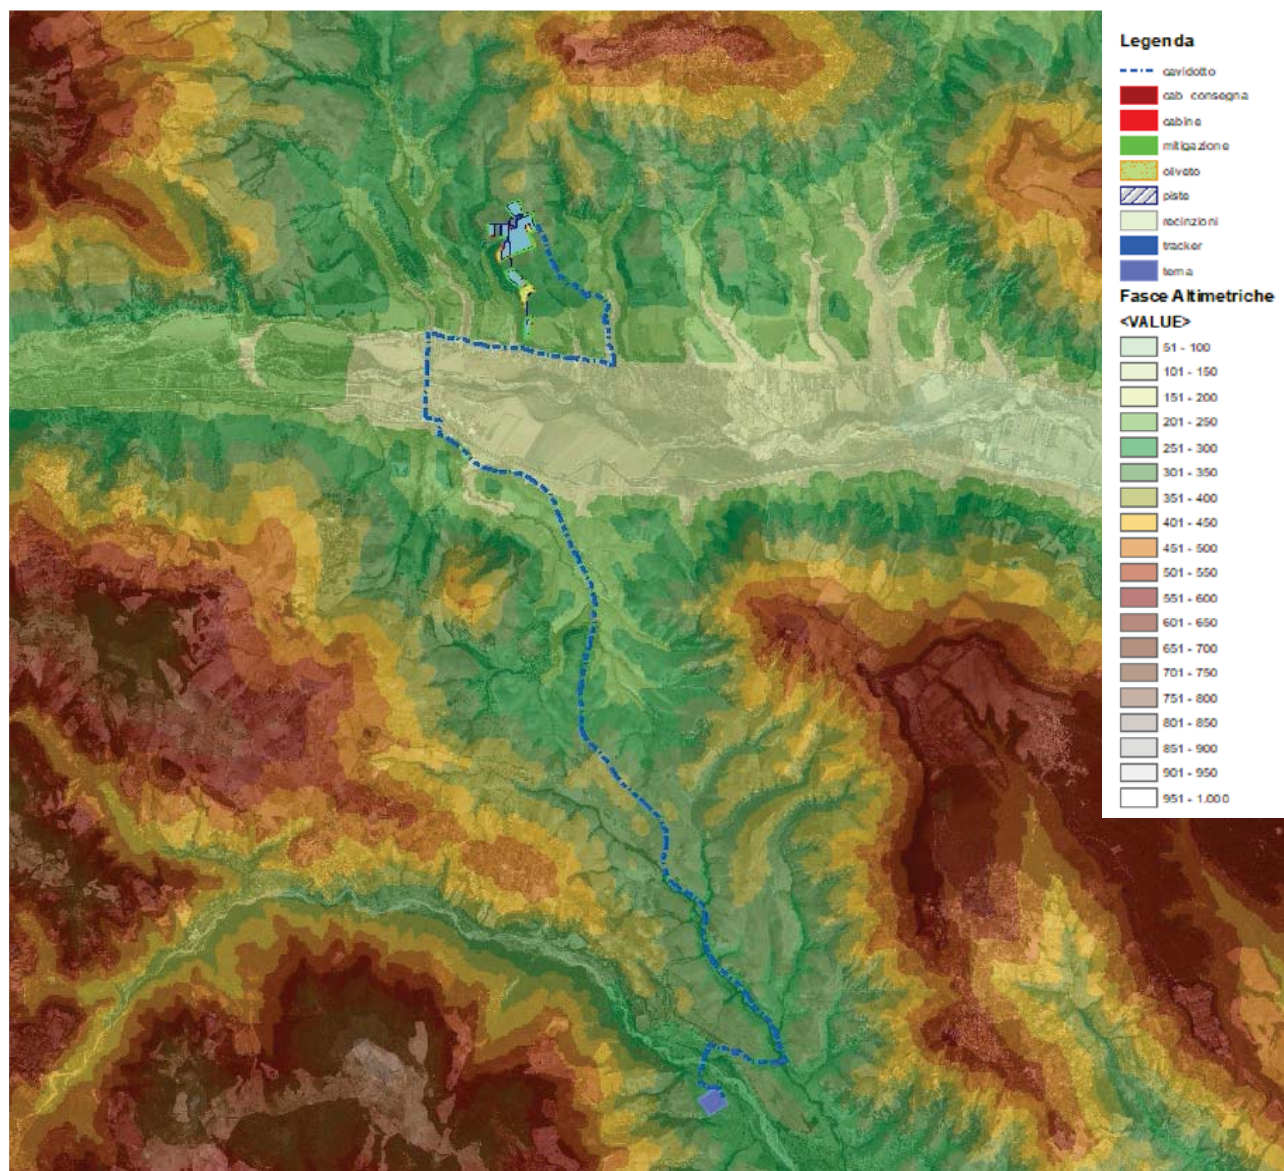 Legenda
cavidotto
cab consegna
cabine
mitigazione
oliveto
piste
recinzioni
tracker
terna
Fasce Altimetriche
<VALUE>
51 - 100
101 - 150
151 - 200
201 - 250
251 - 300
301 - 350
351 - 400
401 - 450
451 - 500
501 - 550
551 - 600
601 - 650
651 - 700
701 - 750
751 - 800
801 - 850
851 - 900
901 - 950
951 - 1.000